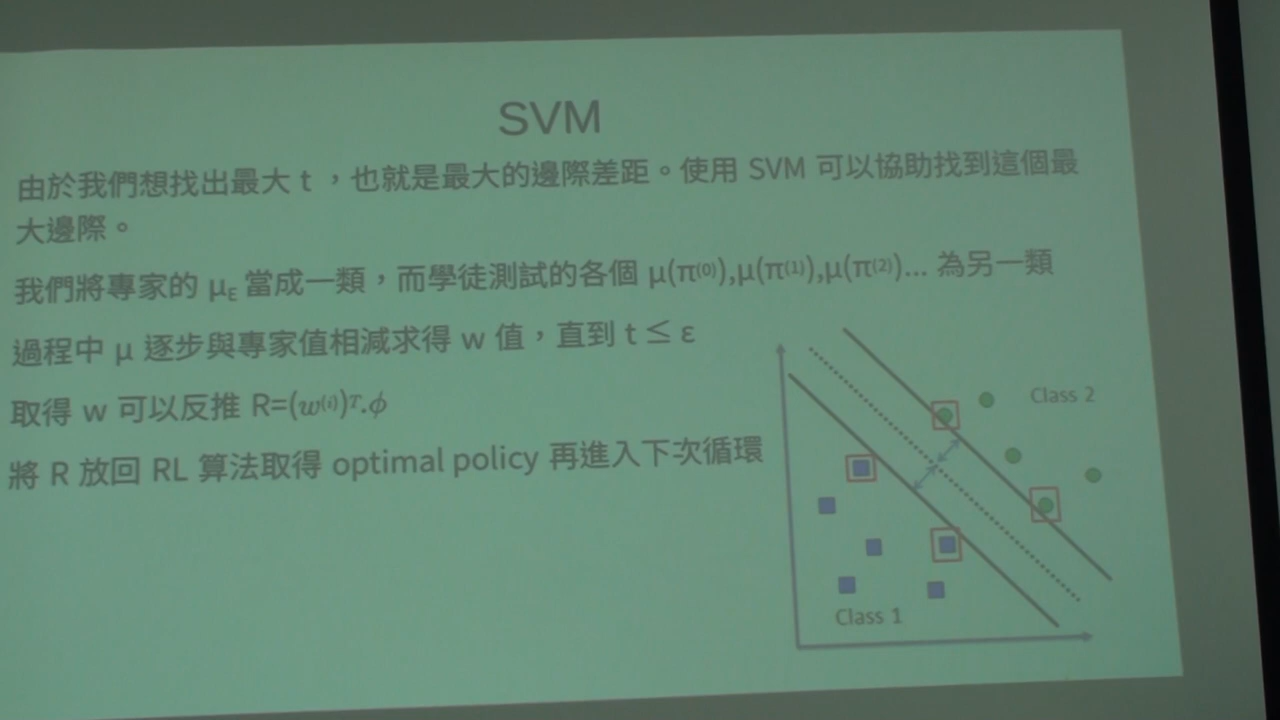 SVM
由於我們想找出最大 t ，也就是最大的邊際差距。使用 SVM 可以協助找到這個最
大邊際。
我們將專家的 μE 當成一類，而學徒測試的各個 μ(π(0)),μ(π(1)),μ(π(2))... 為另一類
過程中 μ 逐步與專家值相減求得 w 值，直到 t ≤ ε
取得 w 可以反推 R=(w(i))T.ϕ
將 R 放回 RL 算法取得 optimal policy 再進入下次循環
Class 2
Class 1